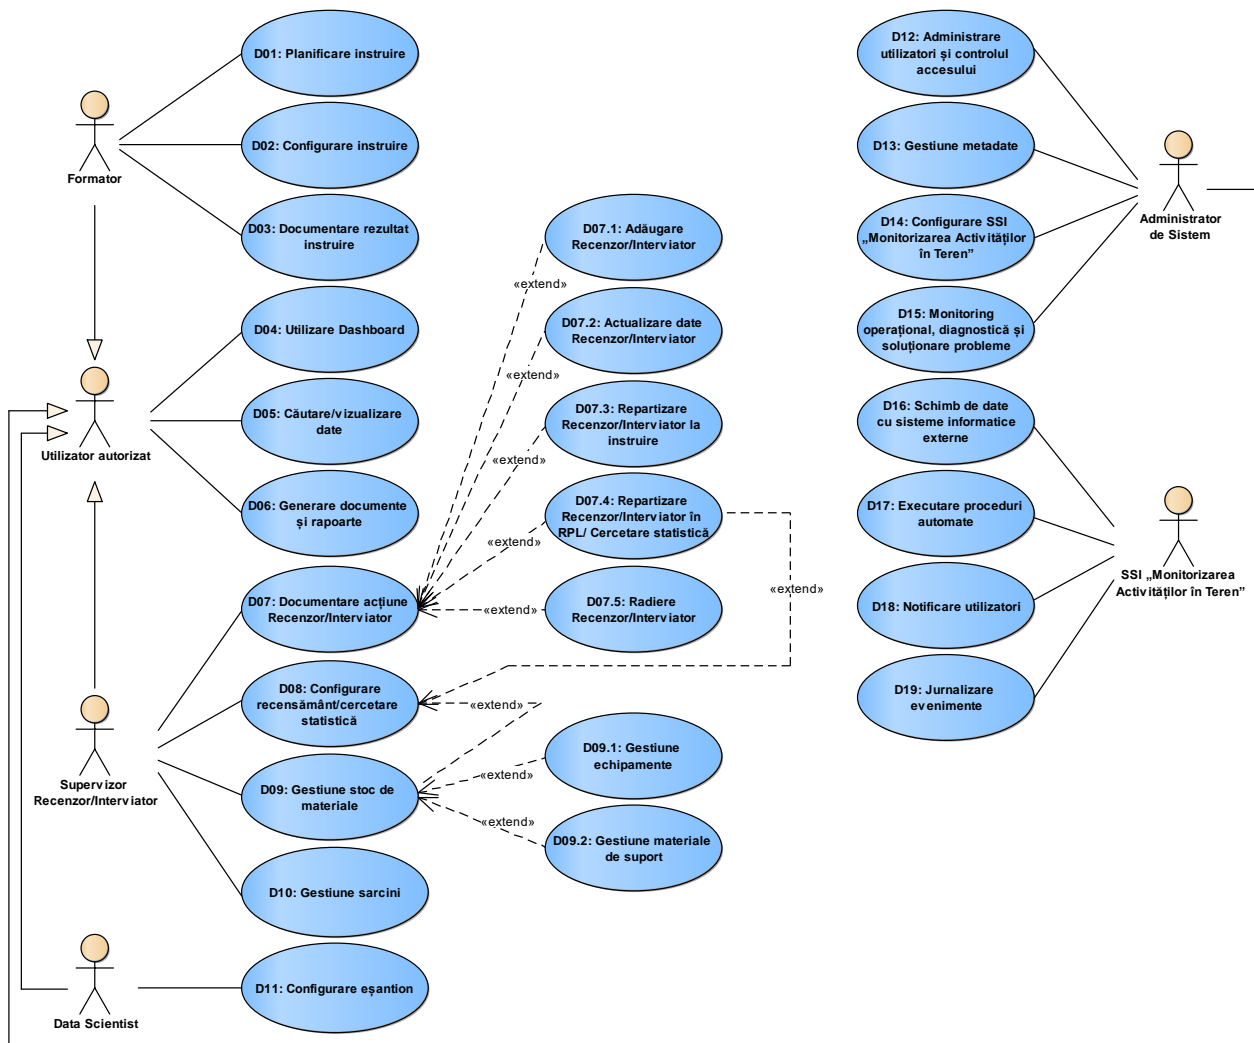 D01: Planificare instruire
D02: Configurare instruire
Formator
D03: Documentare rezultat
instruire
D04: Utilizare Dashboard
D05: Căutare/vizualizare
date
Utilizator autorizat
D06: Generare documente
și rapoarte
D07: Documentare acțiune
Recenzor/Interviator
D08: Configurare
recensământ/cercetare
statistică
Supervizor
Recenzor/Interviator
D09: Gestiune stoc de
materiale
D10: Gestiune sarcini
D11: Configurare eșantion
Data Scientist
D07.1: Adăugare
Recenzor/Interviator
«extend»
D07.2: Actualizare date
Recenzor/Interviator
«extend»
D07.3: Repartizare
Recenzor/Interviator la
instruire
«extend»
D07.4: Repartizare
Recenzor/Interviator în
RPL/ Cercetare statistică
«extend»
«extend»
D07.5: Radiere
Recenzor/Interviator
«extend»
«extend»
D09.1: Gestiune
echipamente
«extend»
D09.2: Gestiune materiale
de suport
«extend»
D12: Administrare
utilizatori și controlul
accesului
D13: Gestiune metadate
Administrator
de Sistem
D14: Configurare SSI
„Monitorizarea Activităților
în Teren”
D15: Monitoring
operațional, diagnostică și
soluționare probleme
D16: Schimb de date
cu sisteme informatice
externe
D17: Executare proceduri
automate
SSI „Monitorizarea
Activităților în Teren”
D18: Notificare utilizatori
D19: Jurnalizare
evenimente